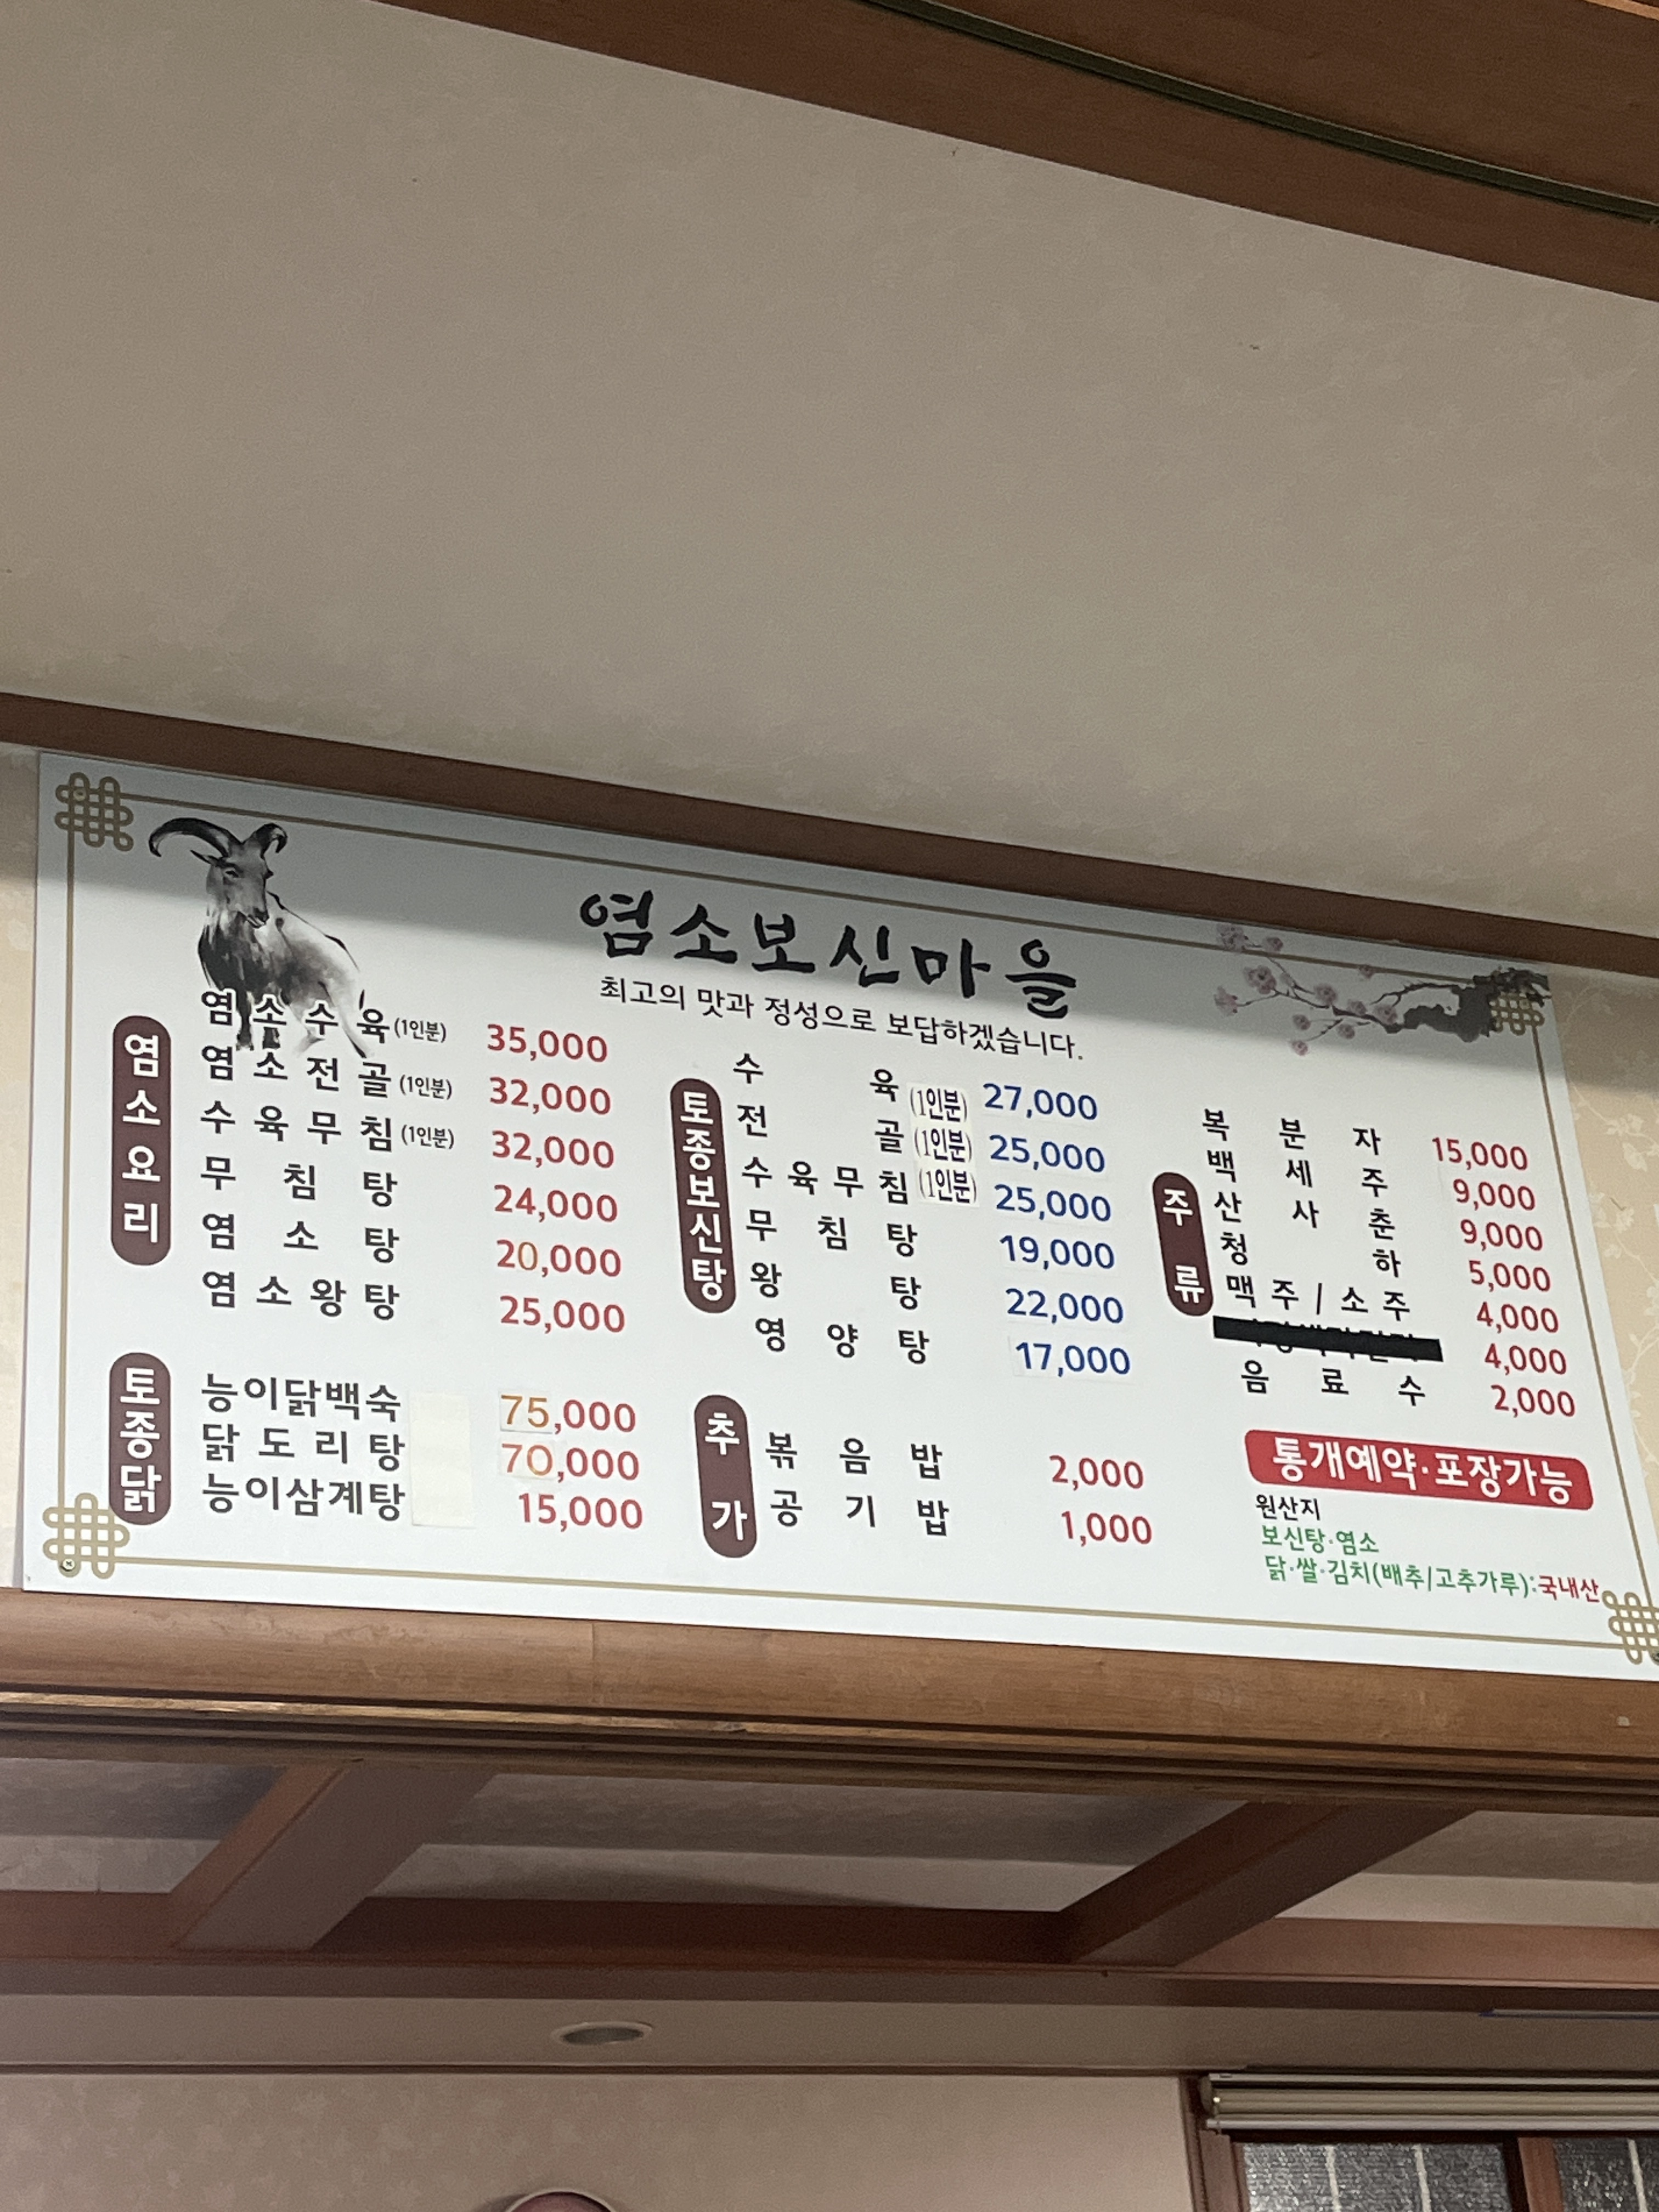 염소보신마을
최고의 맛과 정성으로 보답하겠습니다.
염소요리
염소수육(1인분) 35,000
염소전골(1인분) 32,000
수육무침(1인분) 32,000
무침탕 24,000
염소탕 20,000
염소왕탕 25,000
토종닭
능이닭백숙 75,000
닭도리탕 70,000
능이삼계탕 15,000
토종보신탕
수육(1인분) 27,000
전골(1인분) 25,000
수육무침(1인분) 25,000
무침탕 19,000
왕탕 22,000
영양탕 17,000
추가
볶음밥 2,000
공기밥 1,000
주류
복분자 15,000
백세주 9,000
산사춘 9,000
청하 5,000
맥주/소주 4,000
4,000
음료수 2,000
통개예약·포장가능
원산지
보신탕·염소
닭·쌀·김치(배추/고추가루):국내산